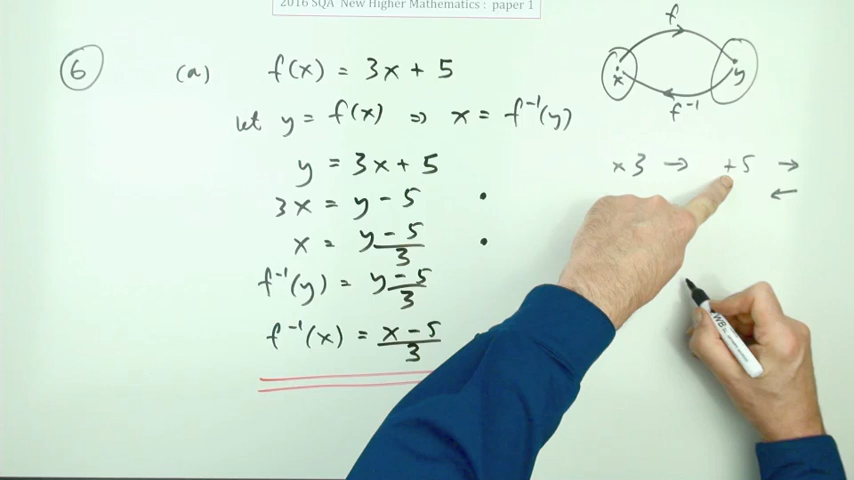 2016 SQA New Higher Mathematics : paper 1
6 (a) f(x) = 3x + 5
let y = f(x) ⇒ x = f⁻¹(y)
y = 3x + 5
3x = y - 5 •
x = y - 5 / 3 •
f⁻¹(y) = y - 5 / 3
f⁻¹(x) = x - 5 / 3
f
x y
f⁻¹
×3 → +5 →
←
WB